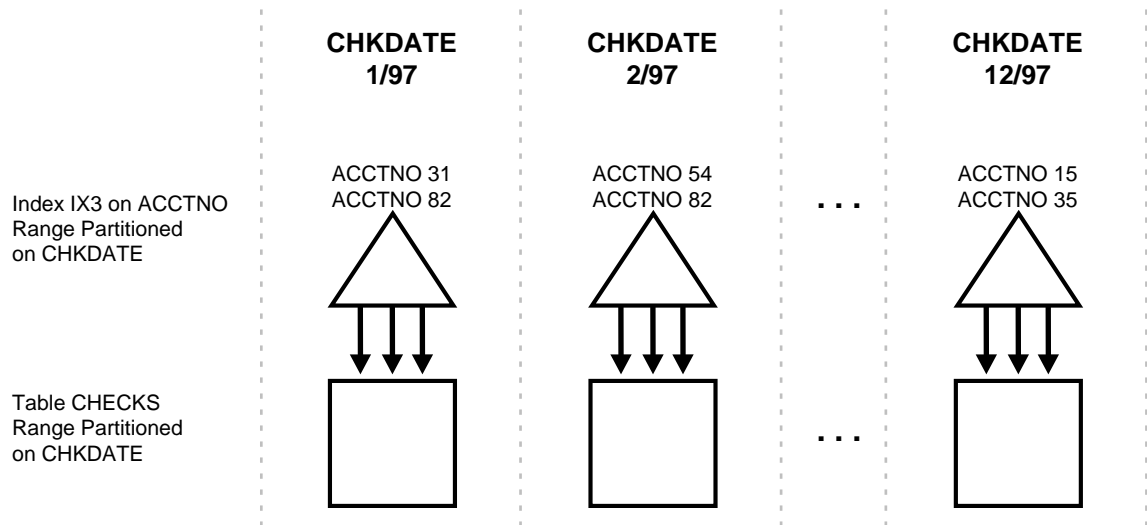 CHKDATE
1/97
CHKDATE
2/97
CHKDATE
12/97
Index IX3 on ACCTNO
Range Partitioned
on CHKDATE
ACCTNO 31
ACCTNO 82
ACCTNO 54
ACCTNO 82
. . .
ACCTNO 15
ACCTNO 35
Table CHECKS
Range Partitioned
on CHKDATE
. . .